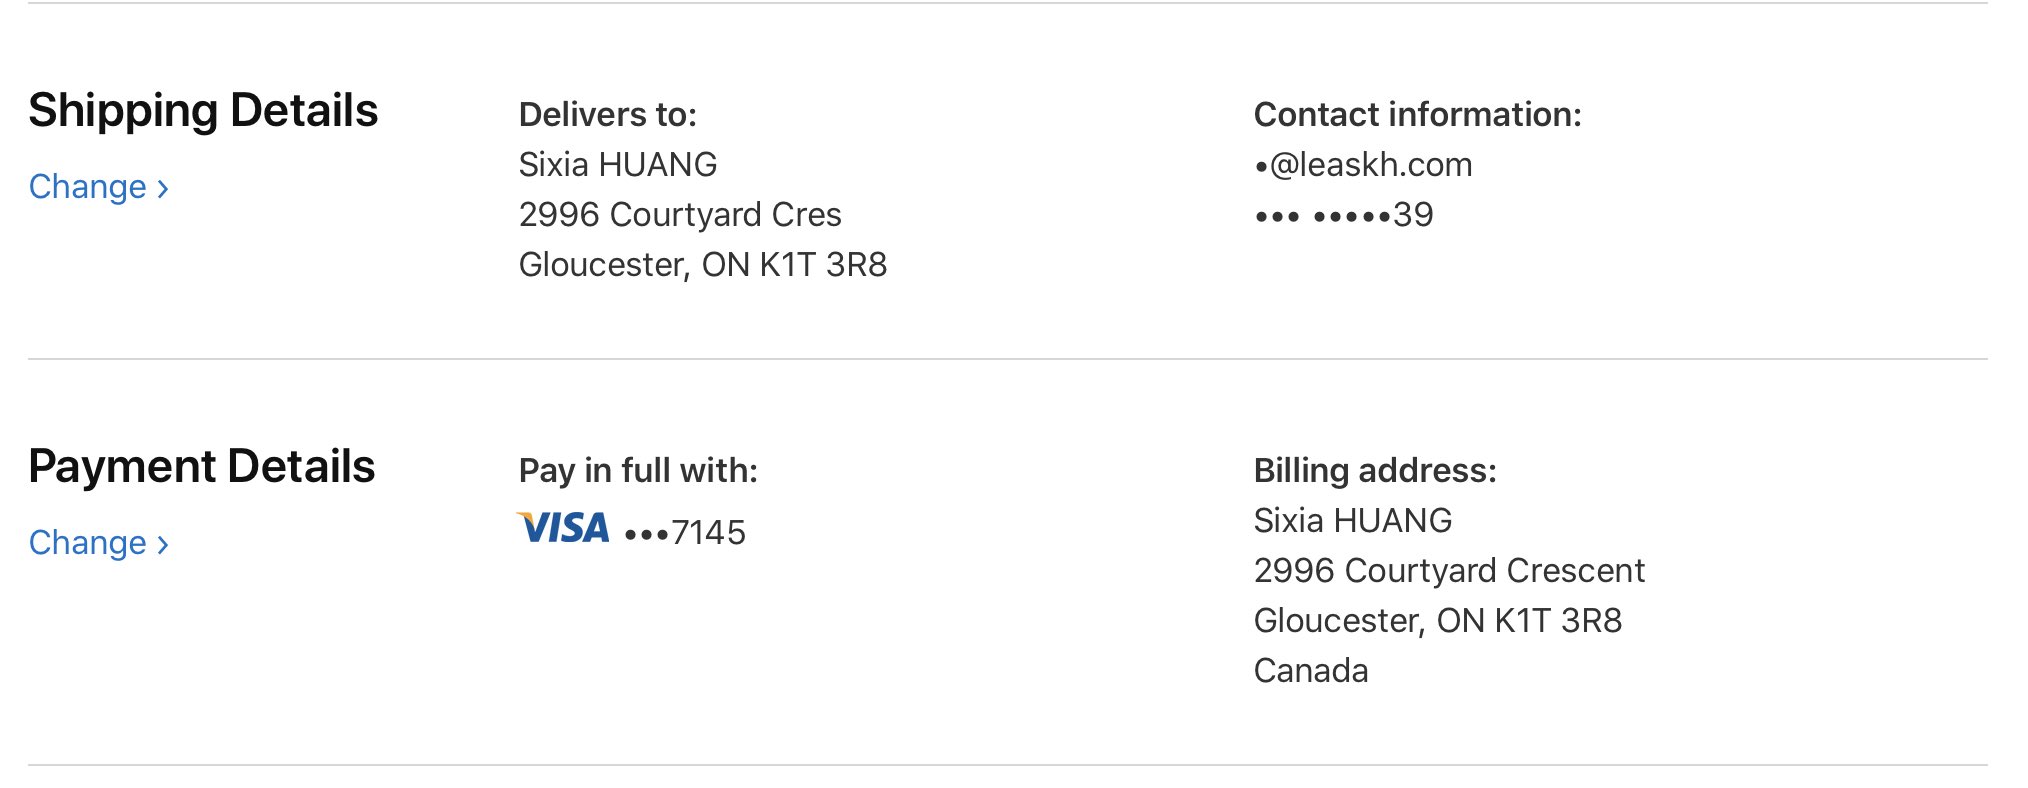 Shipping Details
Change ›
Delivers to:
Sixia HUANG
2996 Courtyard Cres
Gloucester, ON K1T 3R8
Contact information:
•@leaskh.com
••• •••••39
Payment Details
Change ›
Pay in full with:
VISA •••7145
Billing address:
Sixia HUANG
2996 Courtyard Crescent
Gloucester, ON K1T 3R8
Canada